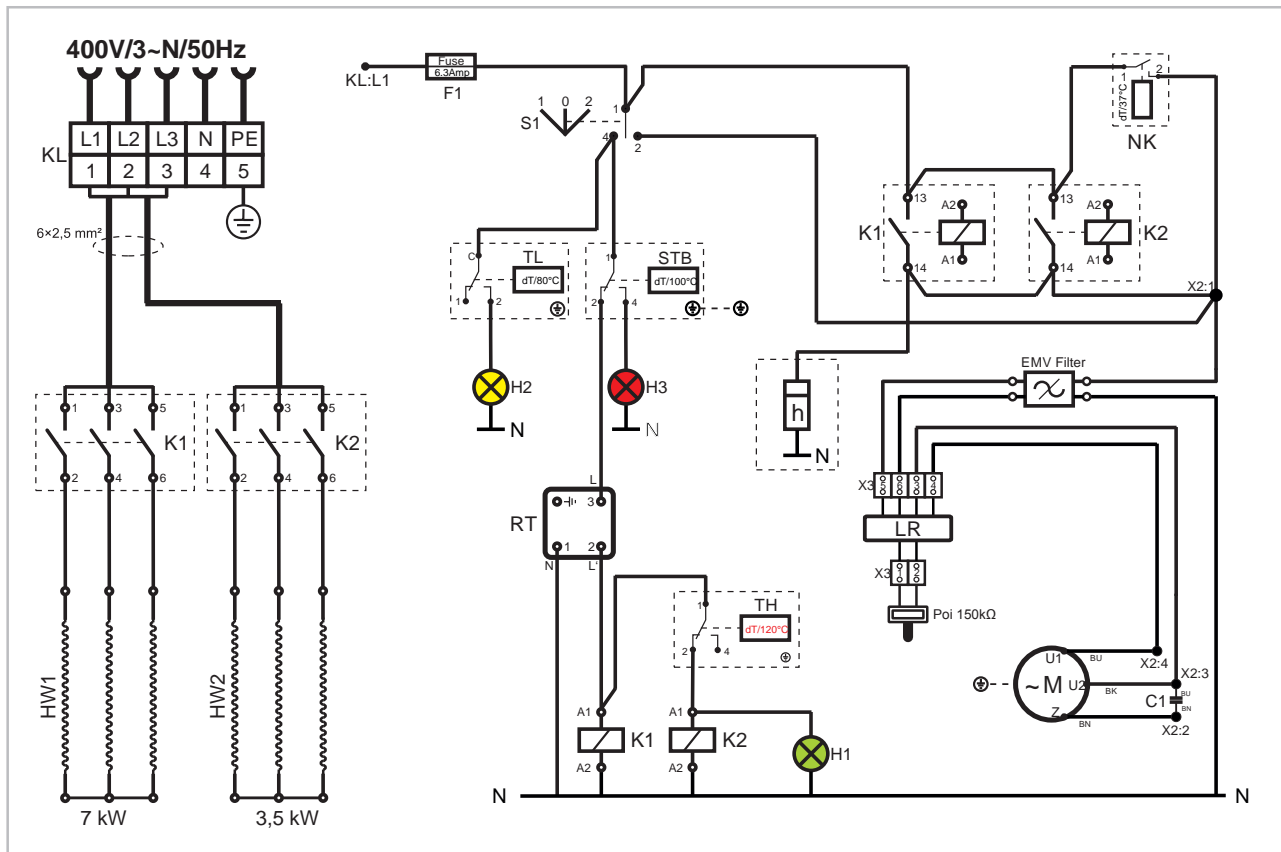 400V/3~N/50Hz
KL
L1 L2 L3 N PE
1 2 3 4 5
6×2,5 mm²
1 3 5
K1
2 4 6
1 3 5
K2
2 4 6
HW1
HW2
7 kW
3,5 kW
KL:L1
Fuse
6.3Amp
F1
1 0 2
S1
1
4
2
1 2
dT/37°C
NK
13
A2
K1
A1
14
13
A2
K2
A1
14
X2:1
C
TL
dT/80°C
1 2
1
STB
dT/100°C
2 4
H2
N
H3
N
h
N
EMV Filter
X3
5 6 3 4
LR
X3
1 2
Poi 150kΩ
L
3
RT
1 2
N L'
1
TH
dT/120°C
2 4
A1
K1
A2
A1
K2
A2
H1
U1
BU
X2:4
~M
U2
BK
X2:3
BU
C1
BN
Z
BN
X2:2
N
N